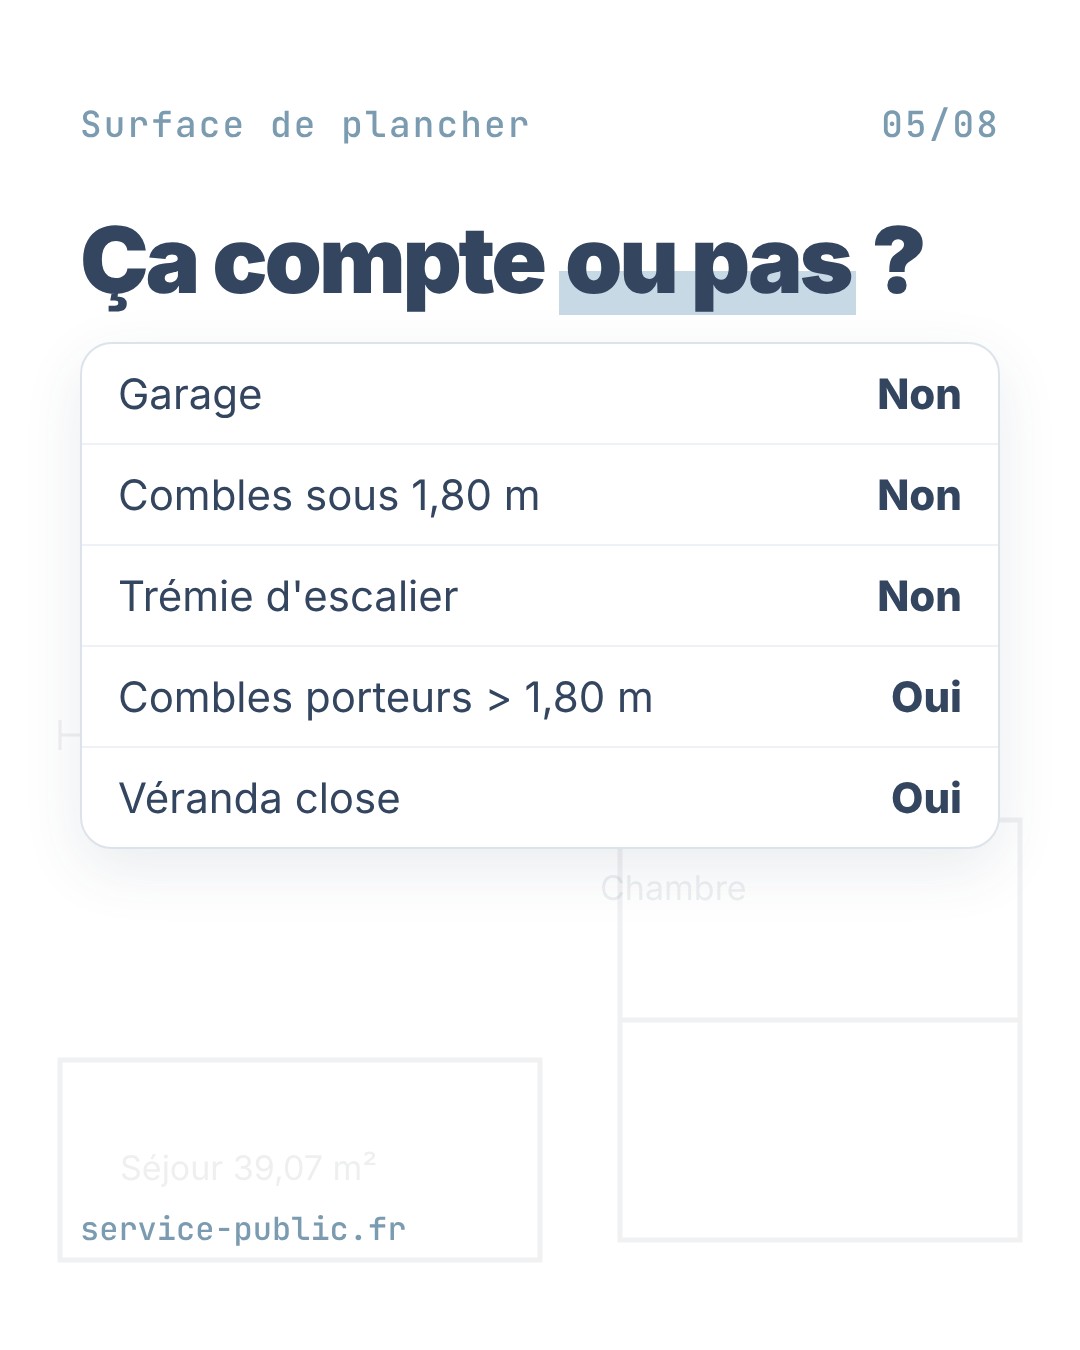 Surface de plancher 05/08
Ça compte ou pas ?
Garage Non
Combles sous 1,80 m Non
Trémie d'escalier Non
Combles porteurs > 1,80 m Oui
Véranda close Oui
Chambre
Séjour 39,07 m²
service-public.fr